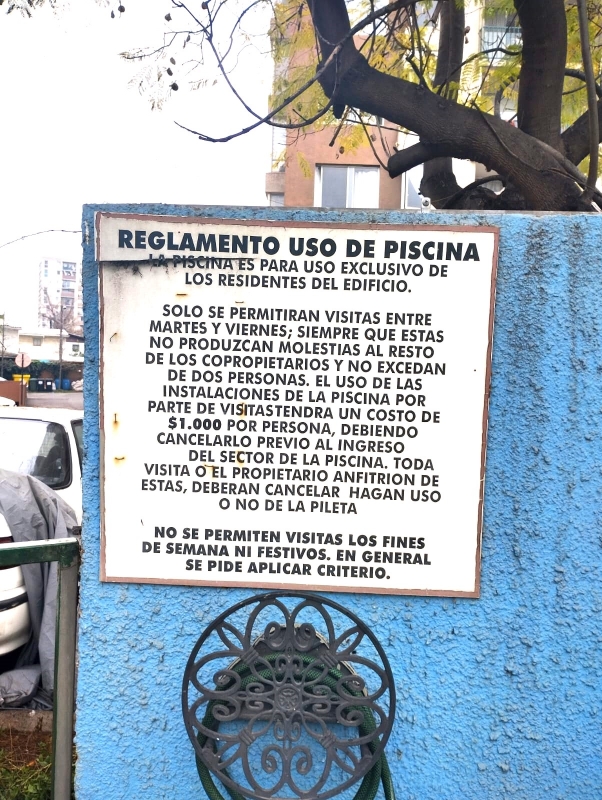 REGLAMENTO USO DE PISCINA
LA PISCINA ES PARA USO EXCLUSIVO DE
LOS RESIDENTES DEL EDIFICIO.
SOLO SE PERMITIRAN VISITAS ENTRE
MARTES Y VIERNES; SIEMPRE QUE ESTAS
NO PRODUZCAN MOLESTIAS AL RESTO
DE LOS COPROPIETARIOS Y NO EXCEDAN
DE DOS PERSONAS. EL USO DE LAS
INSTALACIONES DE LA PISCINA POR
PARTE DE VISITASTENDRA UN COSTO DE
$1.000 POR PERSONA, DEBIENDO
CANCELARLO PREVIO AL INGRESO
DEL SECTOR DE LA PISCINA. TODA
VISITA O EL PROPIETARIO ANFITRION DE
ESTAS, DEBERAN CANCELAR HAGAN USO
O NO DE LA PILETA
NO SE PERMITEN VISITAS LOS FINES
DE SEMANA NI FESTIVOS. EN GENERAL
SE PIDE APLICAR CRITERIO.